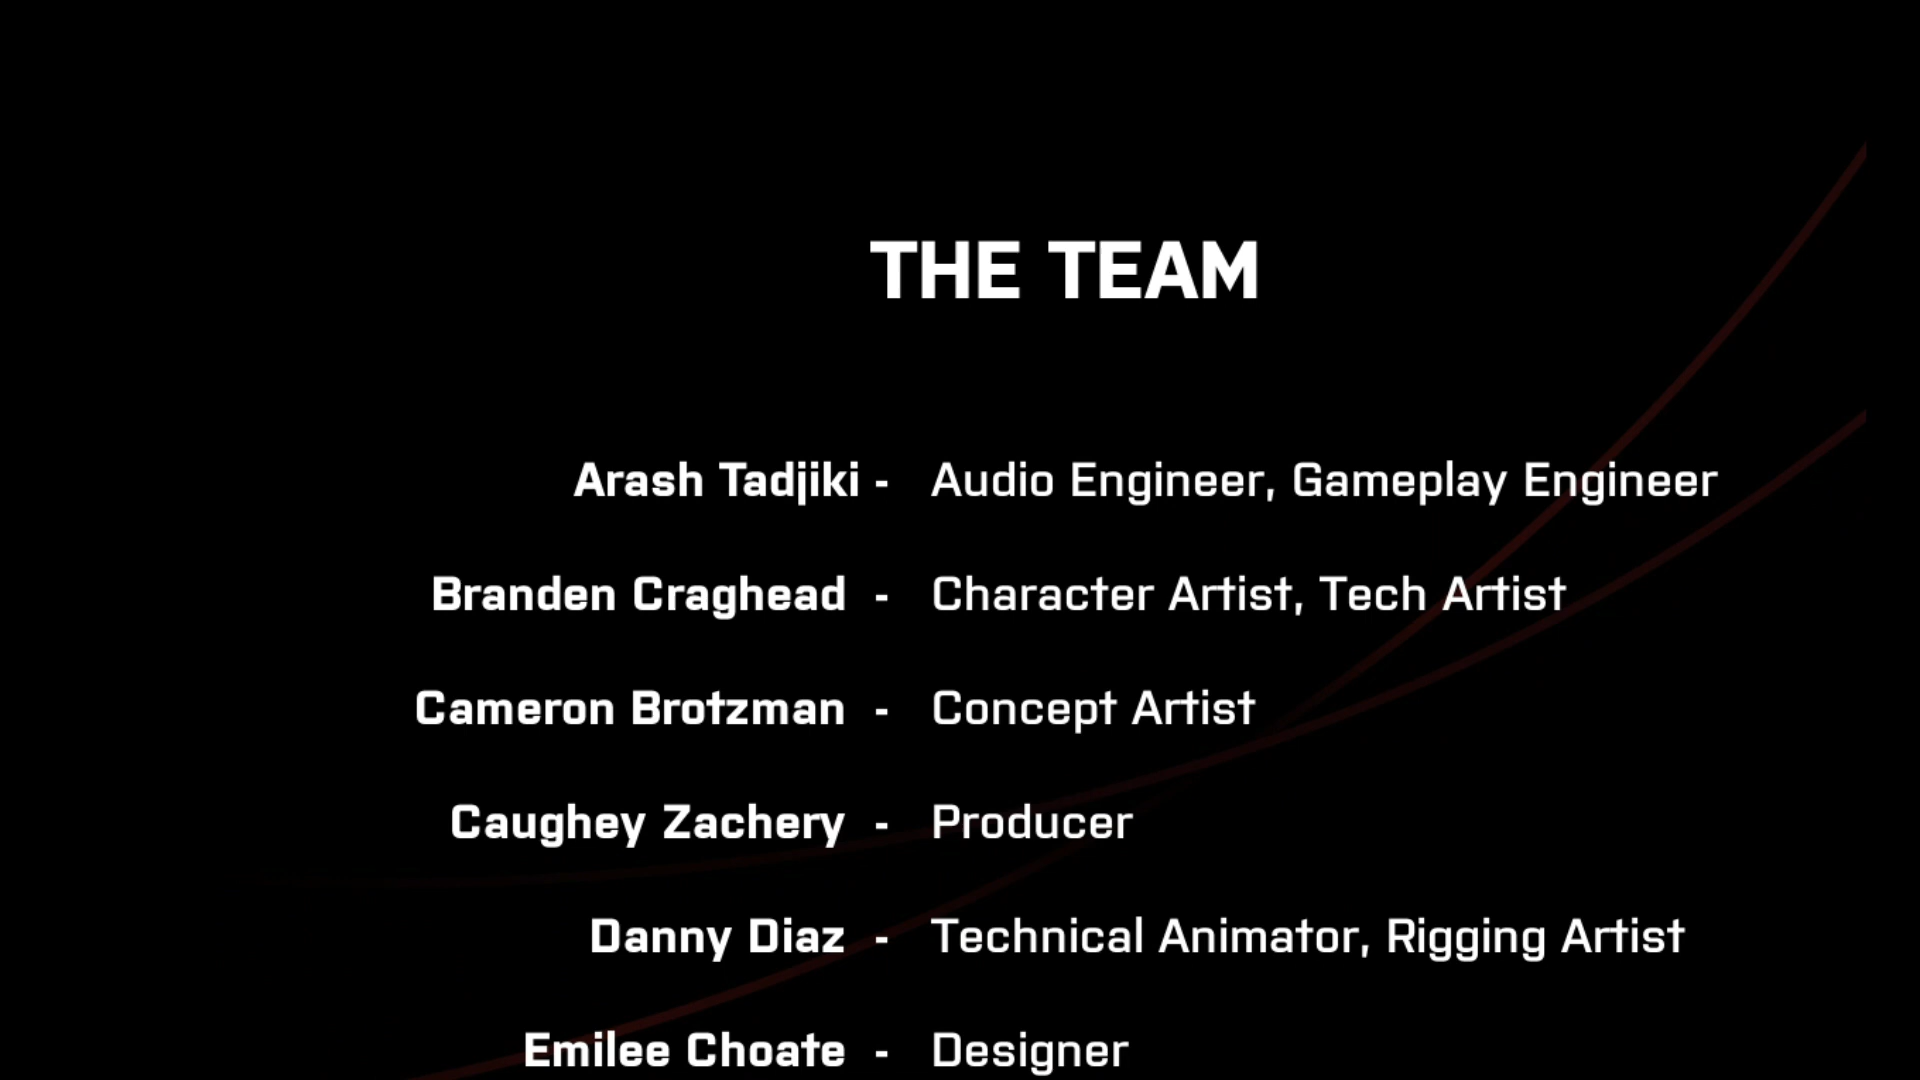 THE TEAM
Arash Tadjiki - Audio Engineer, Gameplay Engineer
Branden Craghead - Character Artist, Tech Artist
Cameron Brotzman - Concept Artist
Caughey Zachery - Producer
Danny Diaz - Technical Animator, Rigging Artist
Emilee Choate - Designer